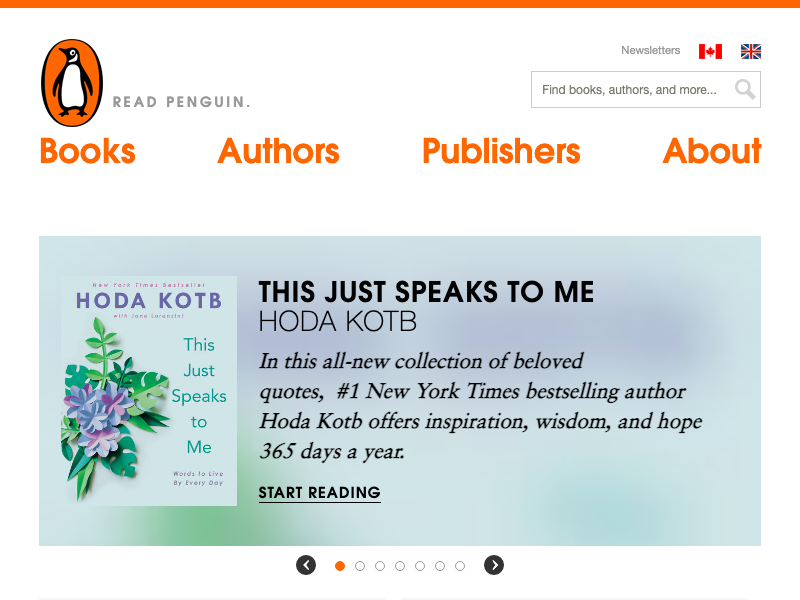 Newsletters
READ PENGUIN.
Find books, authors, and more...
Books
Authors
Publishers
About
New York Times Bestseller
HODA KOTB
with Jane Lorenzini
This
Just
Speaks
to
Me
Words to Live
By Every Day
THIS JUST SPEAKS TO ME
HODA KOTB
In this all-new collection of beloved
quotes, #1 New York Times bestselling author
Hoda Kotb offers inspiration, wisdom, and hope
365 days a year.
START READING